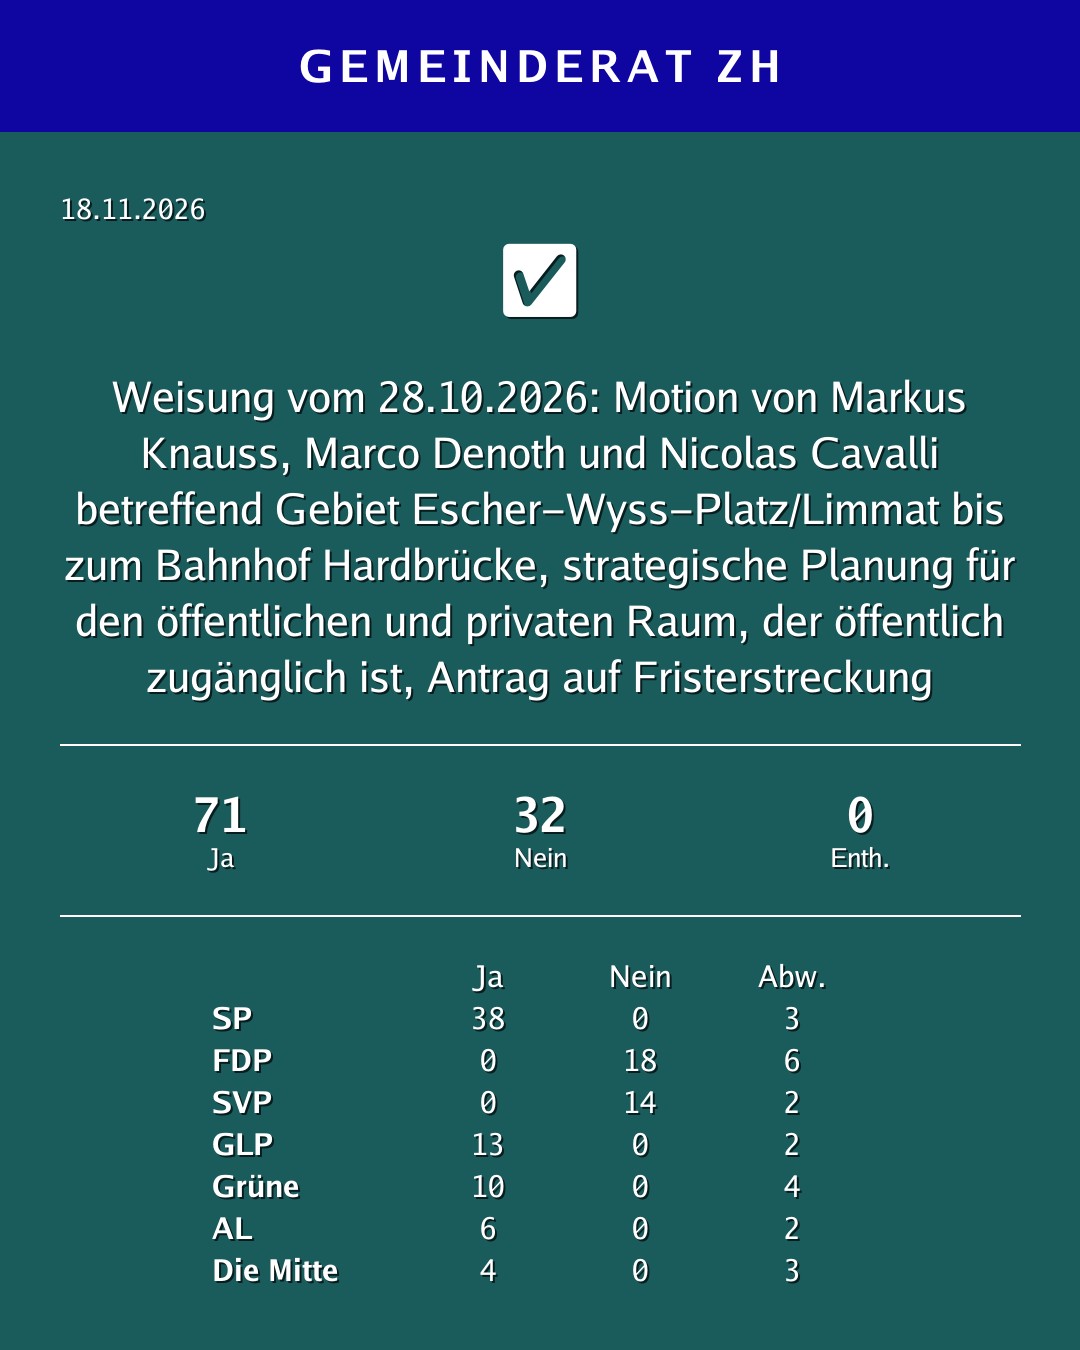 GEMEINDERAT ZH
18.11.2026
Weisung vom 28.10.2026: Motion von Markus
Knauss, Marco Denoth und Nicolas Cavalli
betreffend Gebiet Escher-Wyss-Platz/Limmat bis
zum Bahnhof Hardbrücke, strategische Planung für
den öffentlichen und privaten Raum, der öffentlich
zugänglich ist, Antrag auf Fristerstreckung
71 32 0
Ja Nein Enth.
Ja Nein Abw.
SP 38 0 3
FDP 0 18 6
SVP 0 14 2
GLP 13 0 2
Grüne 10 0 4
AL 6 0 2
Die Mitte 4 0 3